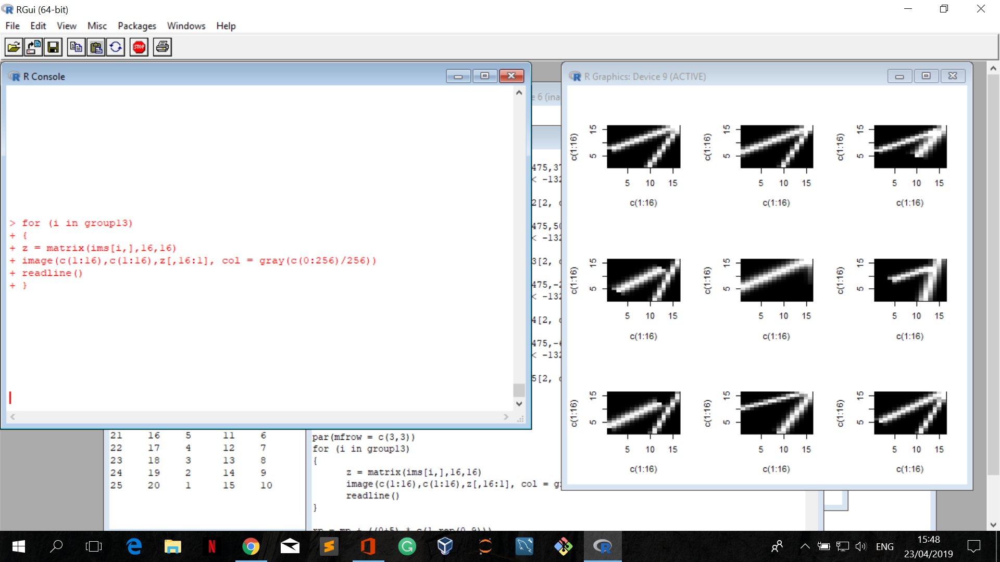 RGui (64-bit)
File Edit View Misc Packages Windows Help
STOP
R Console
> for (i in group13)
+ {
+ z = matrix(ims[i,],16,16)
+ image(c(1:16),c(1:16),z[,16:1], col = gray(c(0:256)/256))
+ readline()
+ }
e 6 (ina
475,37
< -132
2[2, c
475,50
< -132
3[2, c
475,-2
< -132
4[2, c
475,-6
< -132
5[2, c
R Graphics: Device 9 (ACTIVE)
c(1:16) 5 15 c(1:16) 5 15 c(1:16) 5 15
5 10 15 5 10 15 5 10 15
c(1:16) c(1:16) c(1:16)
c(1:16) 5 15 c(1:16) 5 15 c(1:16) 5 15
5 10 15 5 10 15 5 10 15
c(1:16) c(1:16) c(1:16)
c(1:16) 5 15 c(1:16) 5 15 c(1:16) 5 15
5 10 15 5 10 15 5 10 15
c(1:16) c(1:16) c(1:16)
21 16 5 11 6
22 17 4 12 7
23 18 3 13 8
24 19 2 14 9
25 20 1 15 10
par(mfrow = c(3,3))
for (i in group13)
{
z = matrix(ims[i,],16,16)
image(c(1:16),c(1:16),z[,16:1], col = g
readline()
}
ENG
15:48
23/04/2019